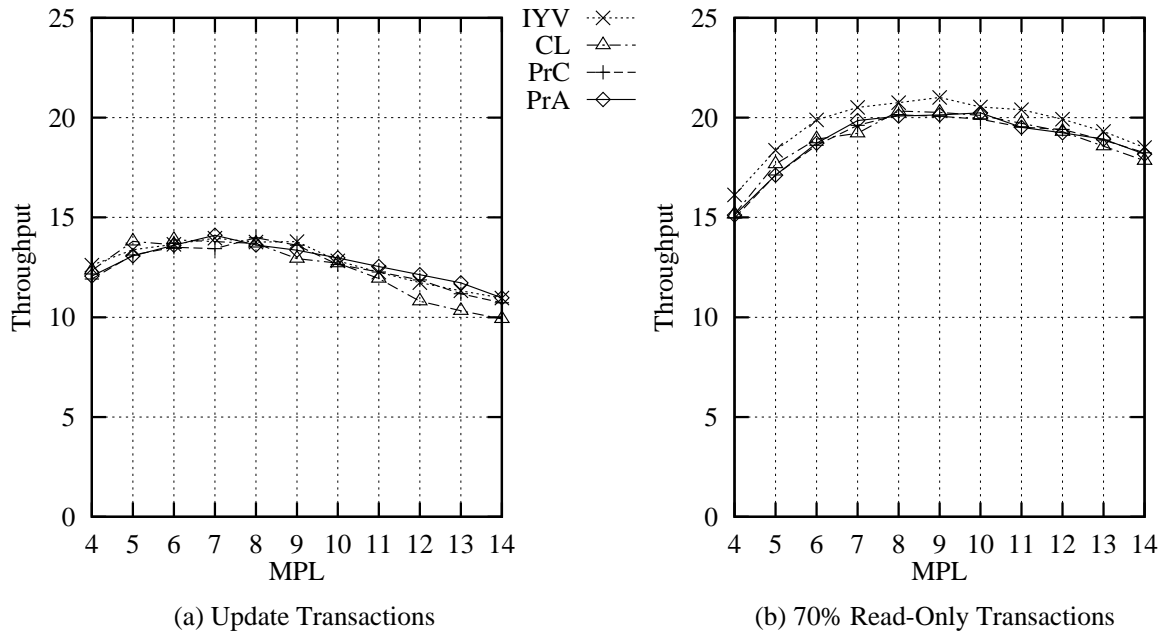 IYV
CL
PrC
PrA
Throughput
25
20
15
10
5
0
4 5 6 7 8 9 10 11 12 13 14
MPL
(a) Update Transactions
Throughput
25
20
15
10
5
0
4 5 6 7 8 9 10 11 12 13 14
MPL
(b) 70% Read-Only Transactions